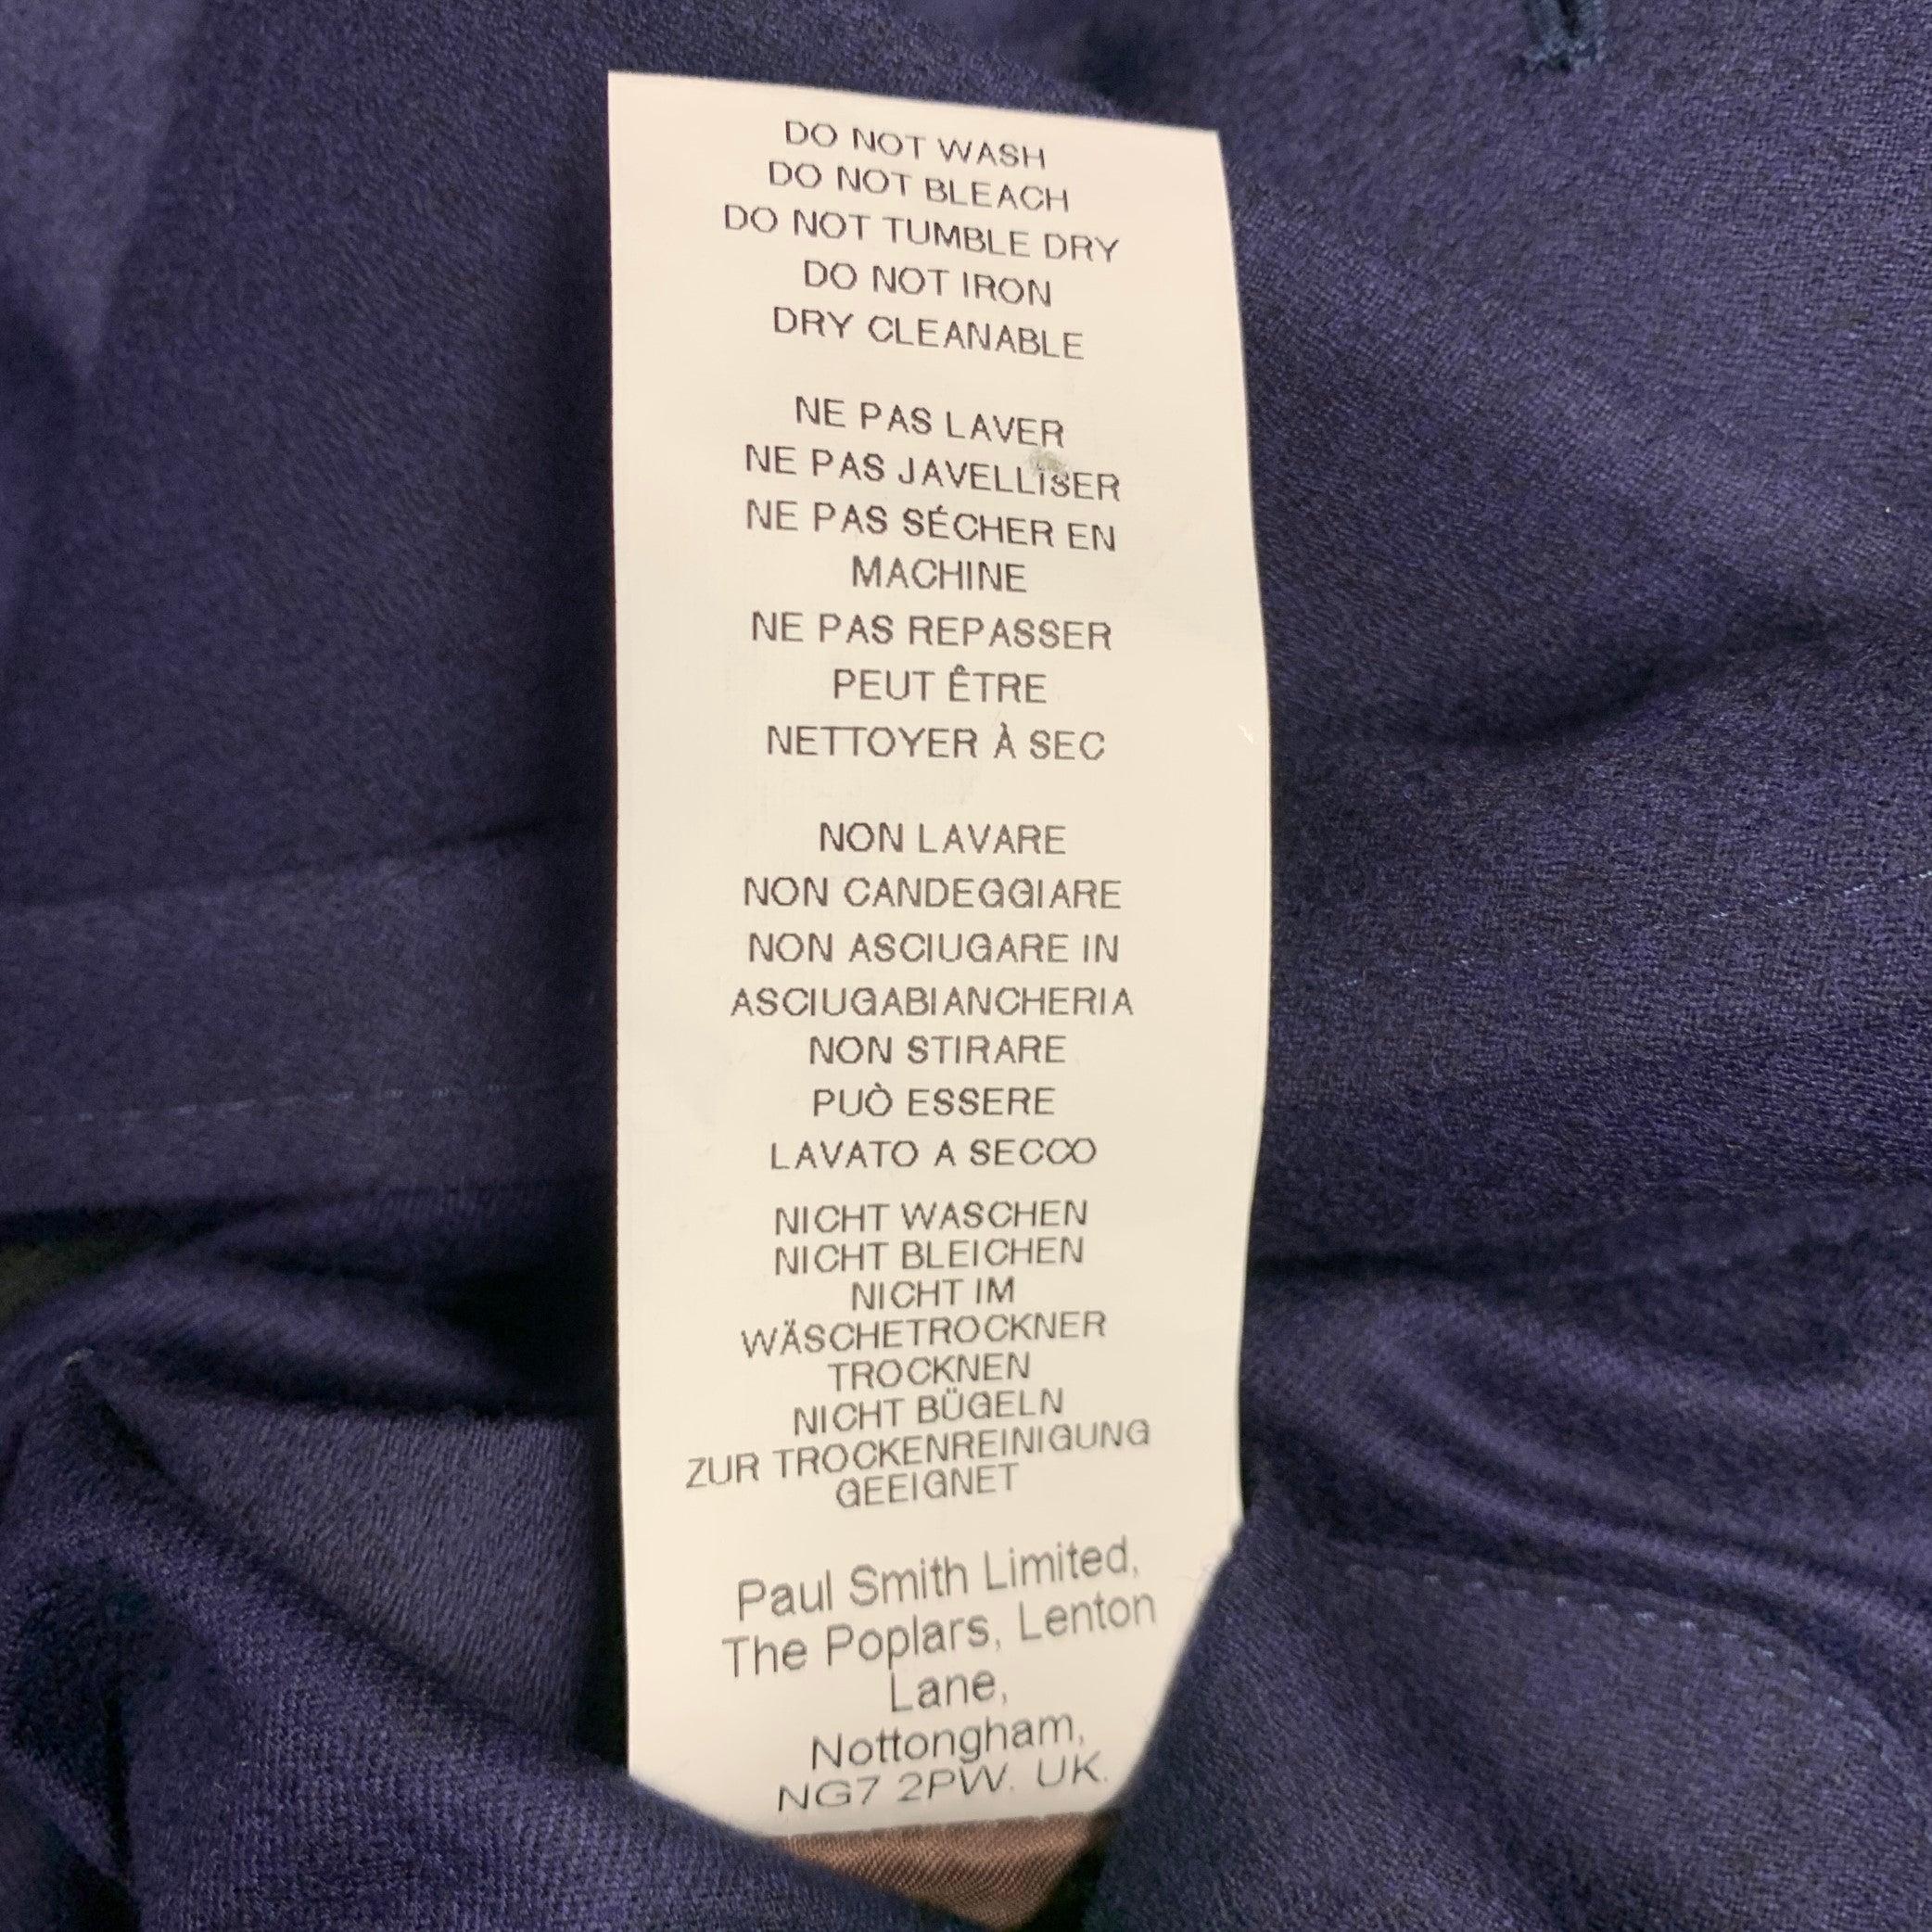 DO NOT WASH
DO NOT BLEACH
DO NOT TUMBLE DRY
DO NOT IRON
DRY CLEANABLE
NE PAS LAVER
NE PAS JAVELLISER
NE PAS SÉCHER EN
MACHINE
NE PAS REPASSER
PEUT ÊTRE
NETTOYER À SEC
NON LAVARE
NON CANDEGGIARE
NON ASCIUGARE IN
ASCIUGABIANCHERIA
NON STIRARE
PUÒ ESSERE
LAVATO A SECCO
NICHT WASCHEN
NICHT BLEICHEN
NICHT IM
WÄSCHETROCKNER
TROCKNEN
NICHT BÜGELN
ZUR TROCKENREINIGUNG
GEEIGNET
Paul Smith Limited,
The Poplars, Lenton
Lane,
Nottongham,
NG7 2PW. UK.